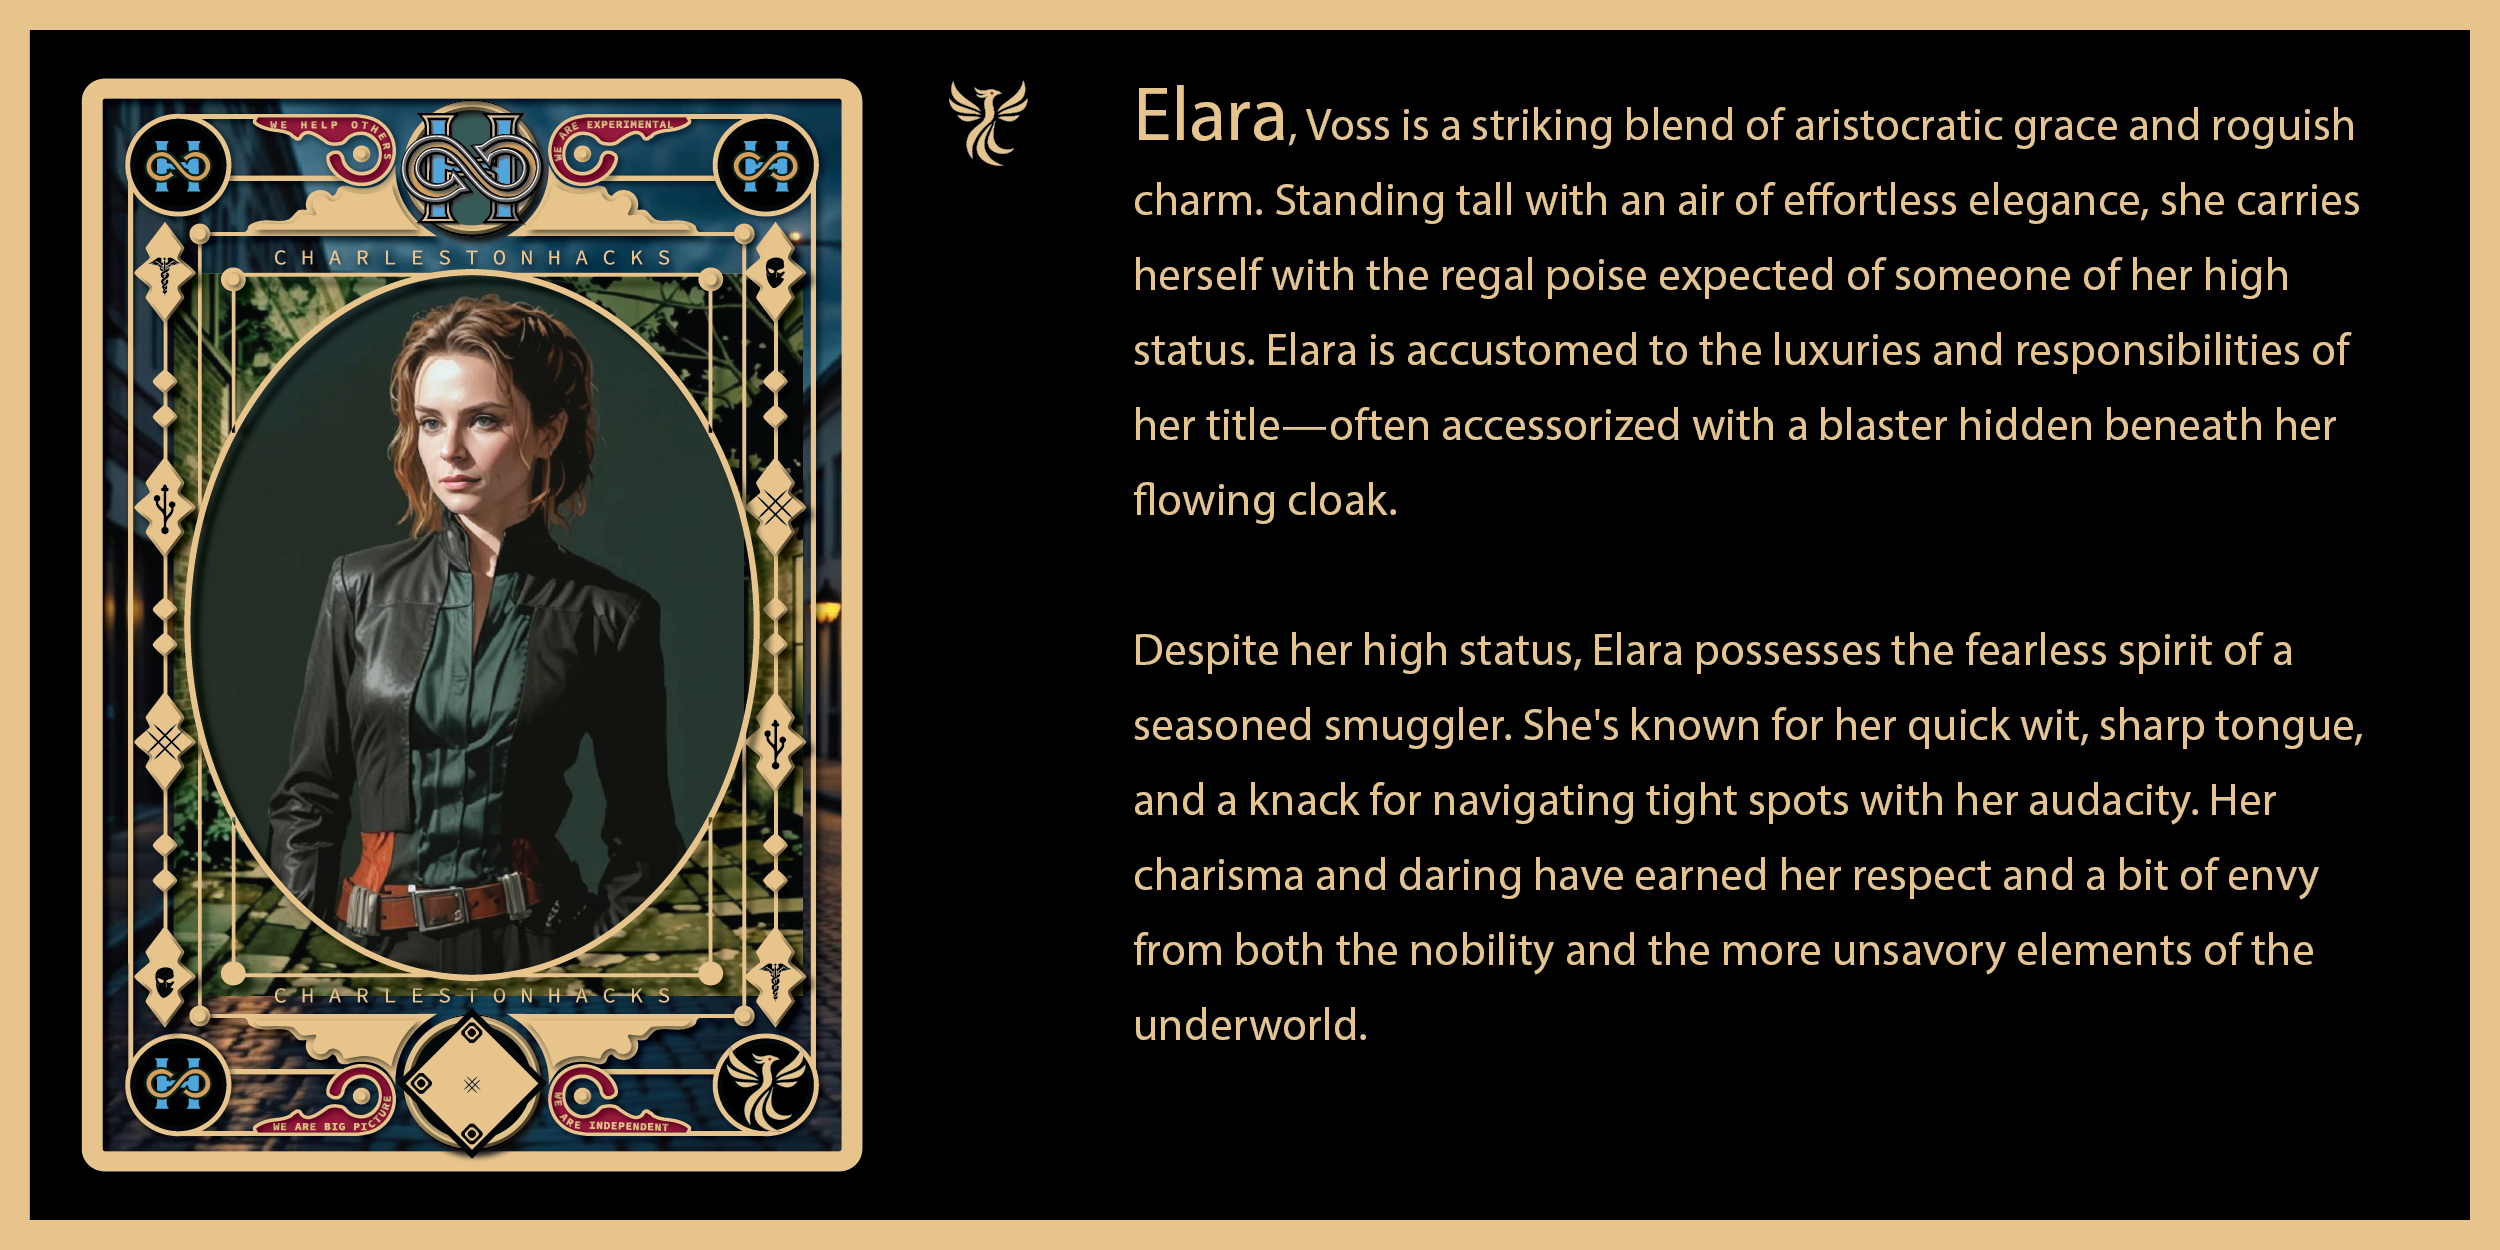 WE HELP OTHERS
WE ARE EXPERIMENTAL
CHARLESTONHACKS
CHARLESTONHACKS
WE ARE BIG PICTURE
WE ARE INDEPENDENT
Elara, Voss is a striking blend of aristocratic grace and roguish
charm. Standing tall with an air of effortless elegance, she carries
herself with the regal poise expected of someone of her high
status. Elara is accustomed to the luxuries and responsibilities of
her title—often accessorized with a blaster hidden beneath her
flowing cloak.
Despite her high status, Elara possesses the fearless spirit of a
seasoned smuggler. She's known for her quick wit, sharp tongue,
and a knack for navigating tight spots with her audacity. Her
charisma and daring have earned her respect and a bit of envy
from both the nobility and the more unsavory elements of the
underworld.